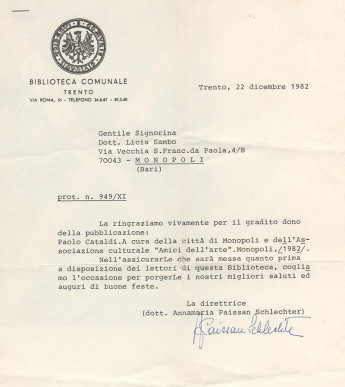 BIBLIOTECA COMUNALE
TRENTO
VIA ROMA, 51 - TELEFONO
Trento, 22 dicembre 1982
Gentile Signorina
Dott. Licia Sambo
Via Vecchia S.Franc.da Paola,4/B
70043 - MONOPOLI
(Bari)
prot. n. 949/XI
La ringraziamo vivamente per il gradito dono
della pubblicazione:
Paolo Cataldi.A cura della città di Monopoli e dell'As-
sociazione culturale "Amici dell'arte".Monopoli,/1982/.
Nell'assicurarLe che sarà messa quanto prima
a disposizione dei lettori di questa Biblioteca, coglia
mo l'occasione per porgerLe i nostri migliori saluti ed
auguri di buone feste.
La direttrice
(dott. Annamaria Paissan Schlechter)
APaissan Schlechter